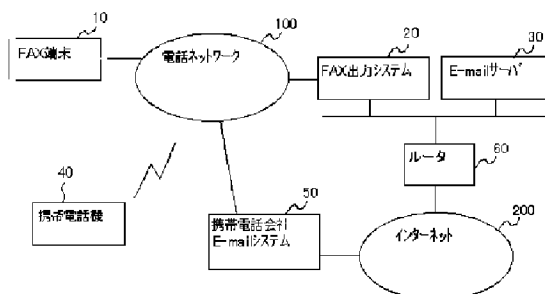 10
FAX端末
100
電話ネットワーク
20
FAX出力システム
30
E-mailサーバ
ルータ
60
40
携帯電話機
50
携帯電話会社
E-mailシステム
200
インターネット